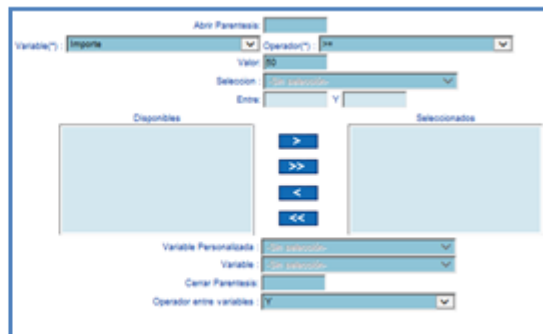 Abrir Parentesis:
Variable(*) : Importe Operador(*) : >=
Valor: 50
Seleccion : -Sin selección-
Entre: Y
Disponibles Seleccionados
>
>>
<
<<
Variable Personalizada : -Sin selección-
Variable : -Sin selección-
Cerrar Parentesis:
Operador entre variables : Y